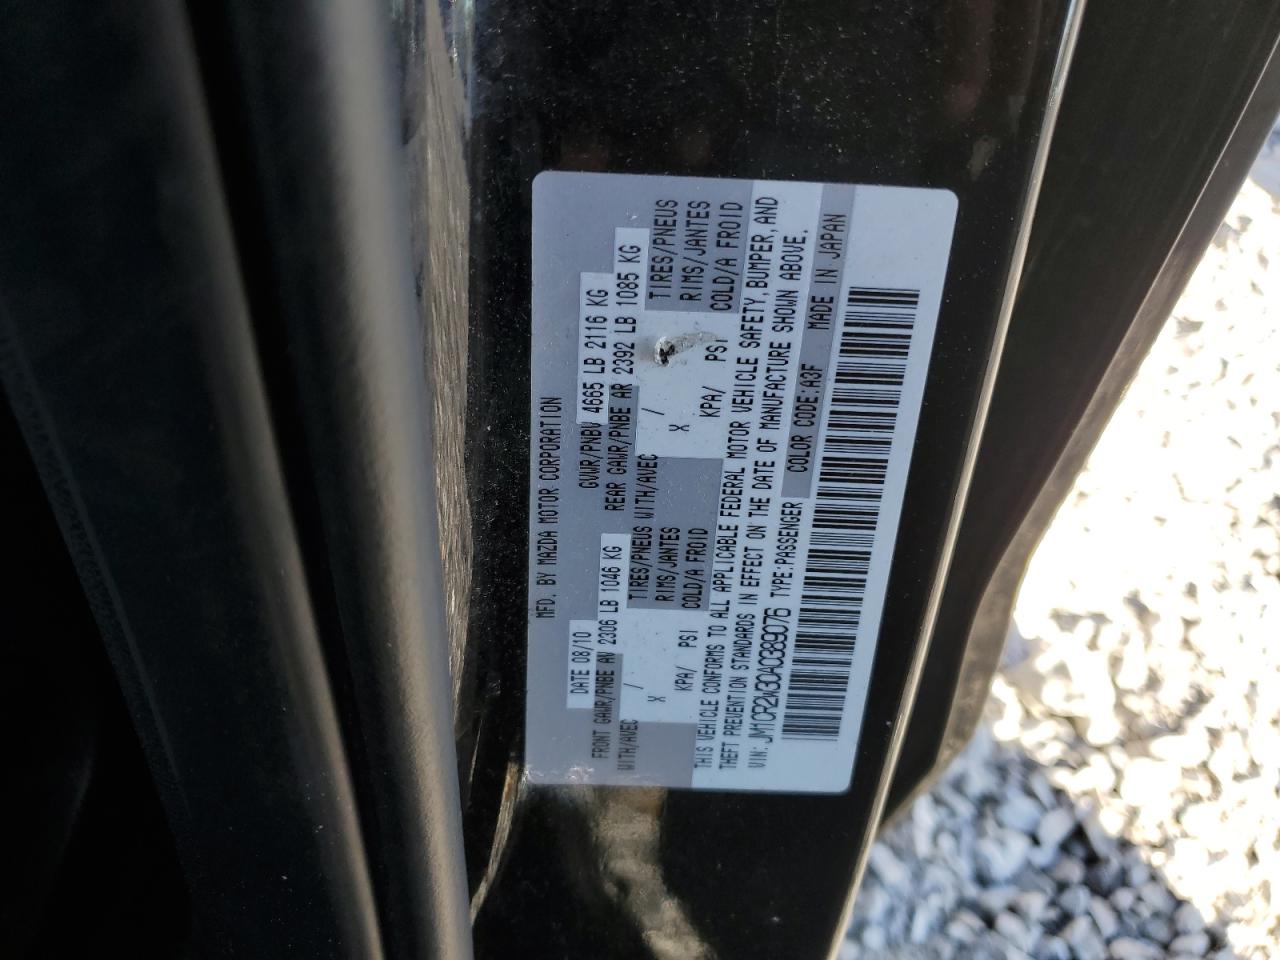 MFD. BY MAZDA MOTOR CORPORATION
DATE 08/10 GVWR/PNBV 4665 LB 2116 KG
FRONT GAWR/PNBE AV 2306 LB 1046 KG REAR GAWR/PNBE AR 2392 LB 1085 KG
WITH/AVEC / TIRES/PNEUS WITH/AVEC / TIRES/PNEUS
X RIMS/JANTES X RIMS/JANTES
KPA/ PSI COLD/A FROID KPA/ PSI COLD/A FROID
THIS VEHICLE CONFORMS TO ALL APPLICABLE FEDERAL MOTOR VEHICLE SAFETY, BUMPER, AND
THEFT PREVENTION STANDARDS IN EFFECT ON THE DATE OF MANUFACTURE SHOWN ABOVE.
VIN: JM1CR2W30A0389076 TYPE:PASSENGER COLOR CODE:A3F MADE IN JAPAN